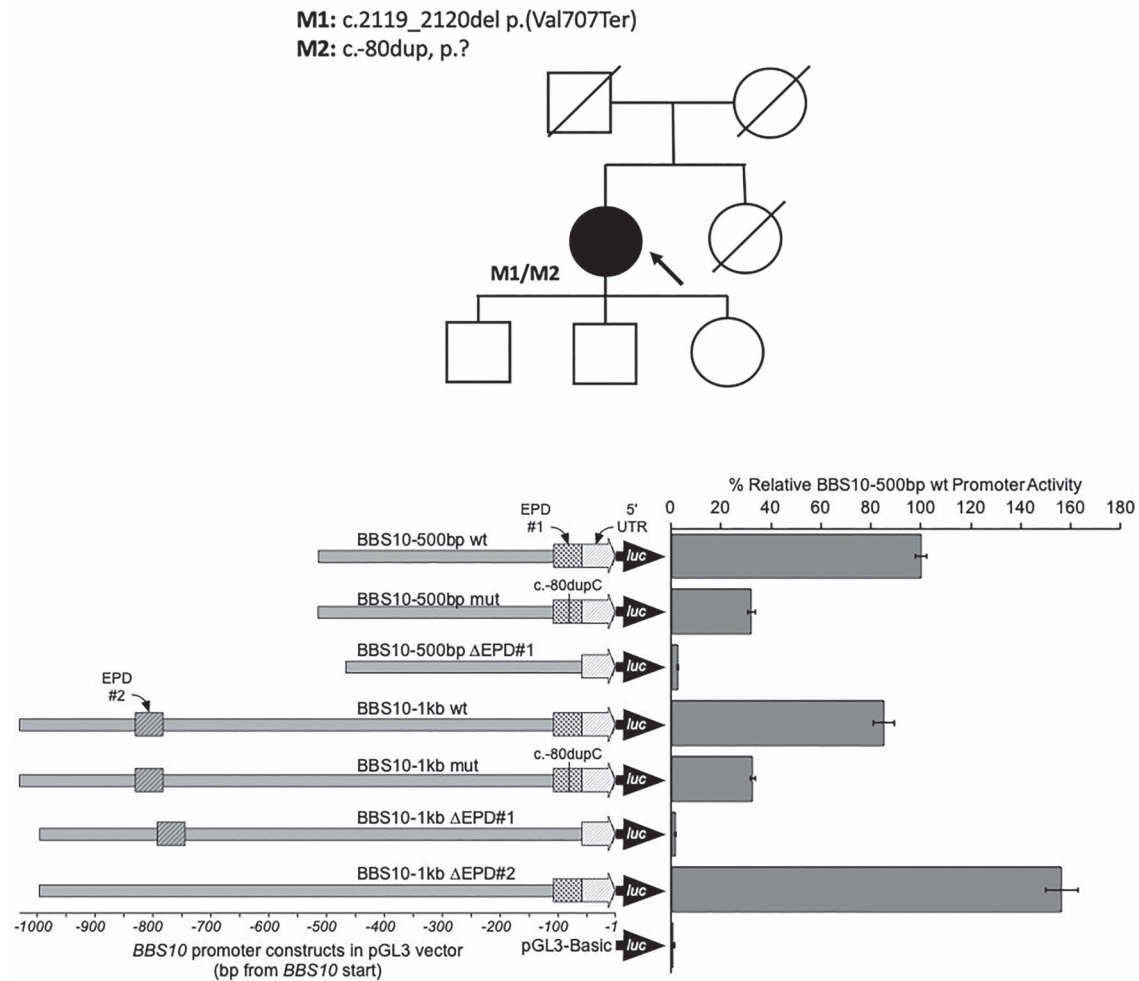 M1: c.2119_2120del p.(Val707Ter)
M2: c.-80dup, p.?
M1/M2
% Relative BBS10-500bp wt Promoter Activity
0 20 40 60 80 100 120 140 160 180
EPD
#1
5'
UTR
BBS10-500bp wt
luc
c.-80dupC
BBS10-500bp mut
luc
BBS10-500bp ΔEPD#1
luc
EPD
#2
BBS10-1kb wt
luc
c.-80dupC
BBS10-1kb mut
luc
BBS10-1kb ΔEPD#1
luc
BBS10-1kb ΔEPD#2
luc
-1000 -900 -800 -700 -600 -500 -400 -300 -200 -100 -1
pGL3-Basic luc
BBS10 promoter constructs in pGL3 vector
(bp from BBS10 start)